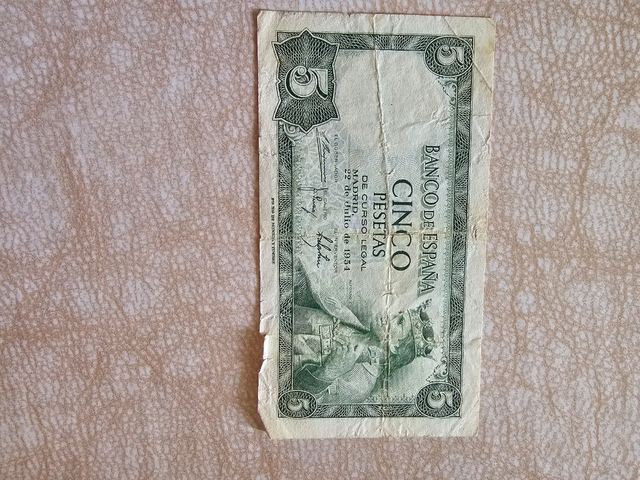 5
5
BANCO DE ESPAÑA
CINCO
PESETAS
DE CURSO LEGAL
MADRID,
22 de Julio de 1954
5
5